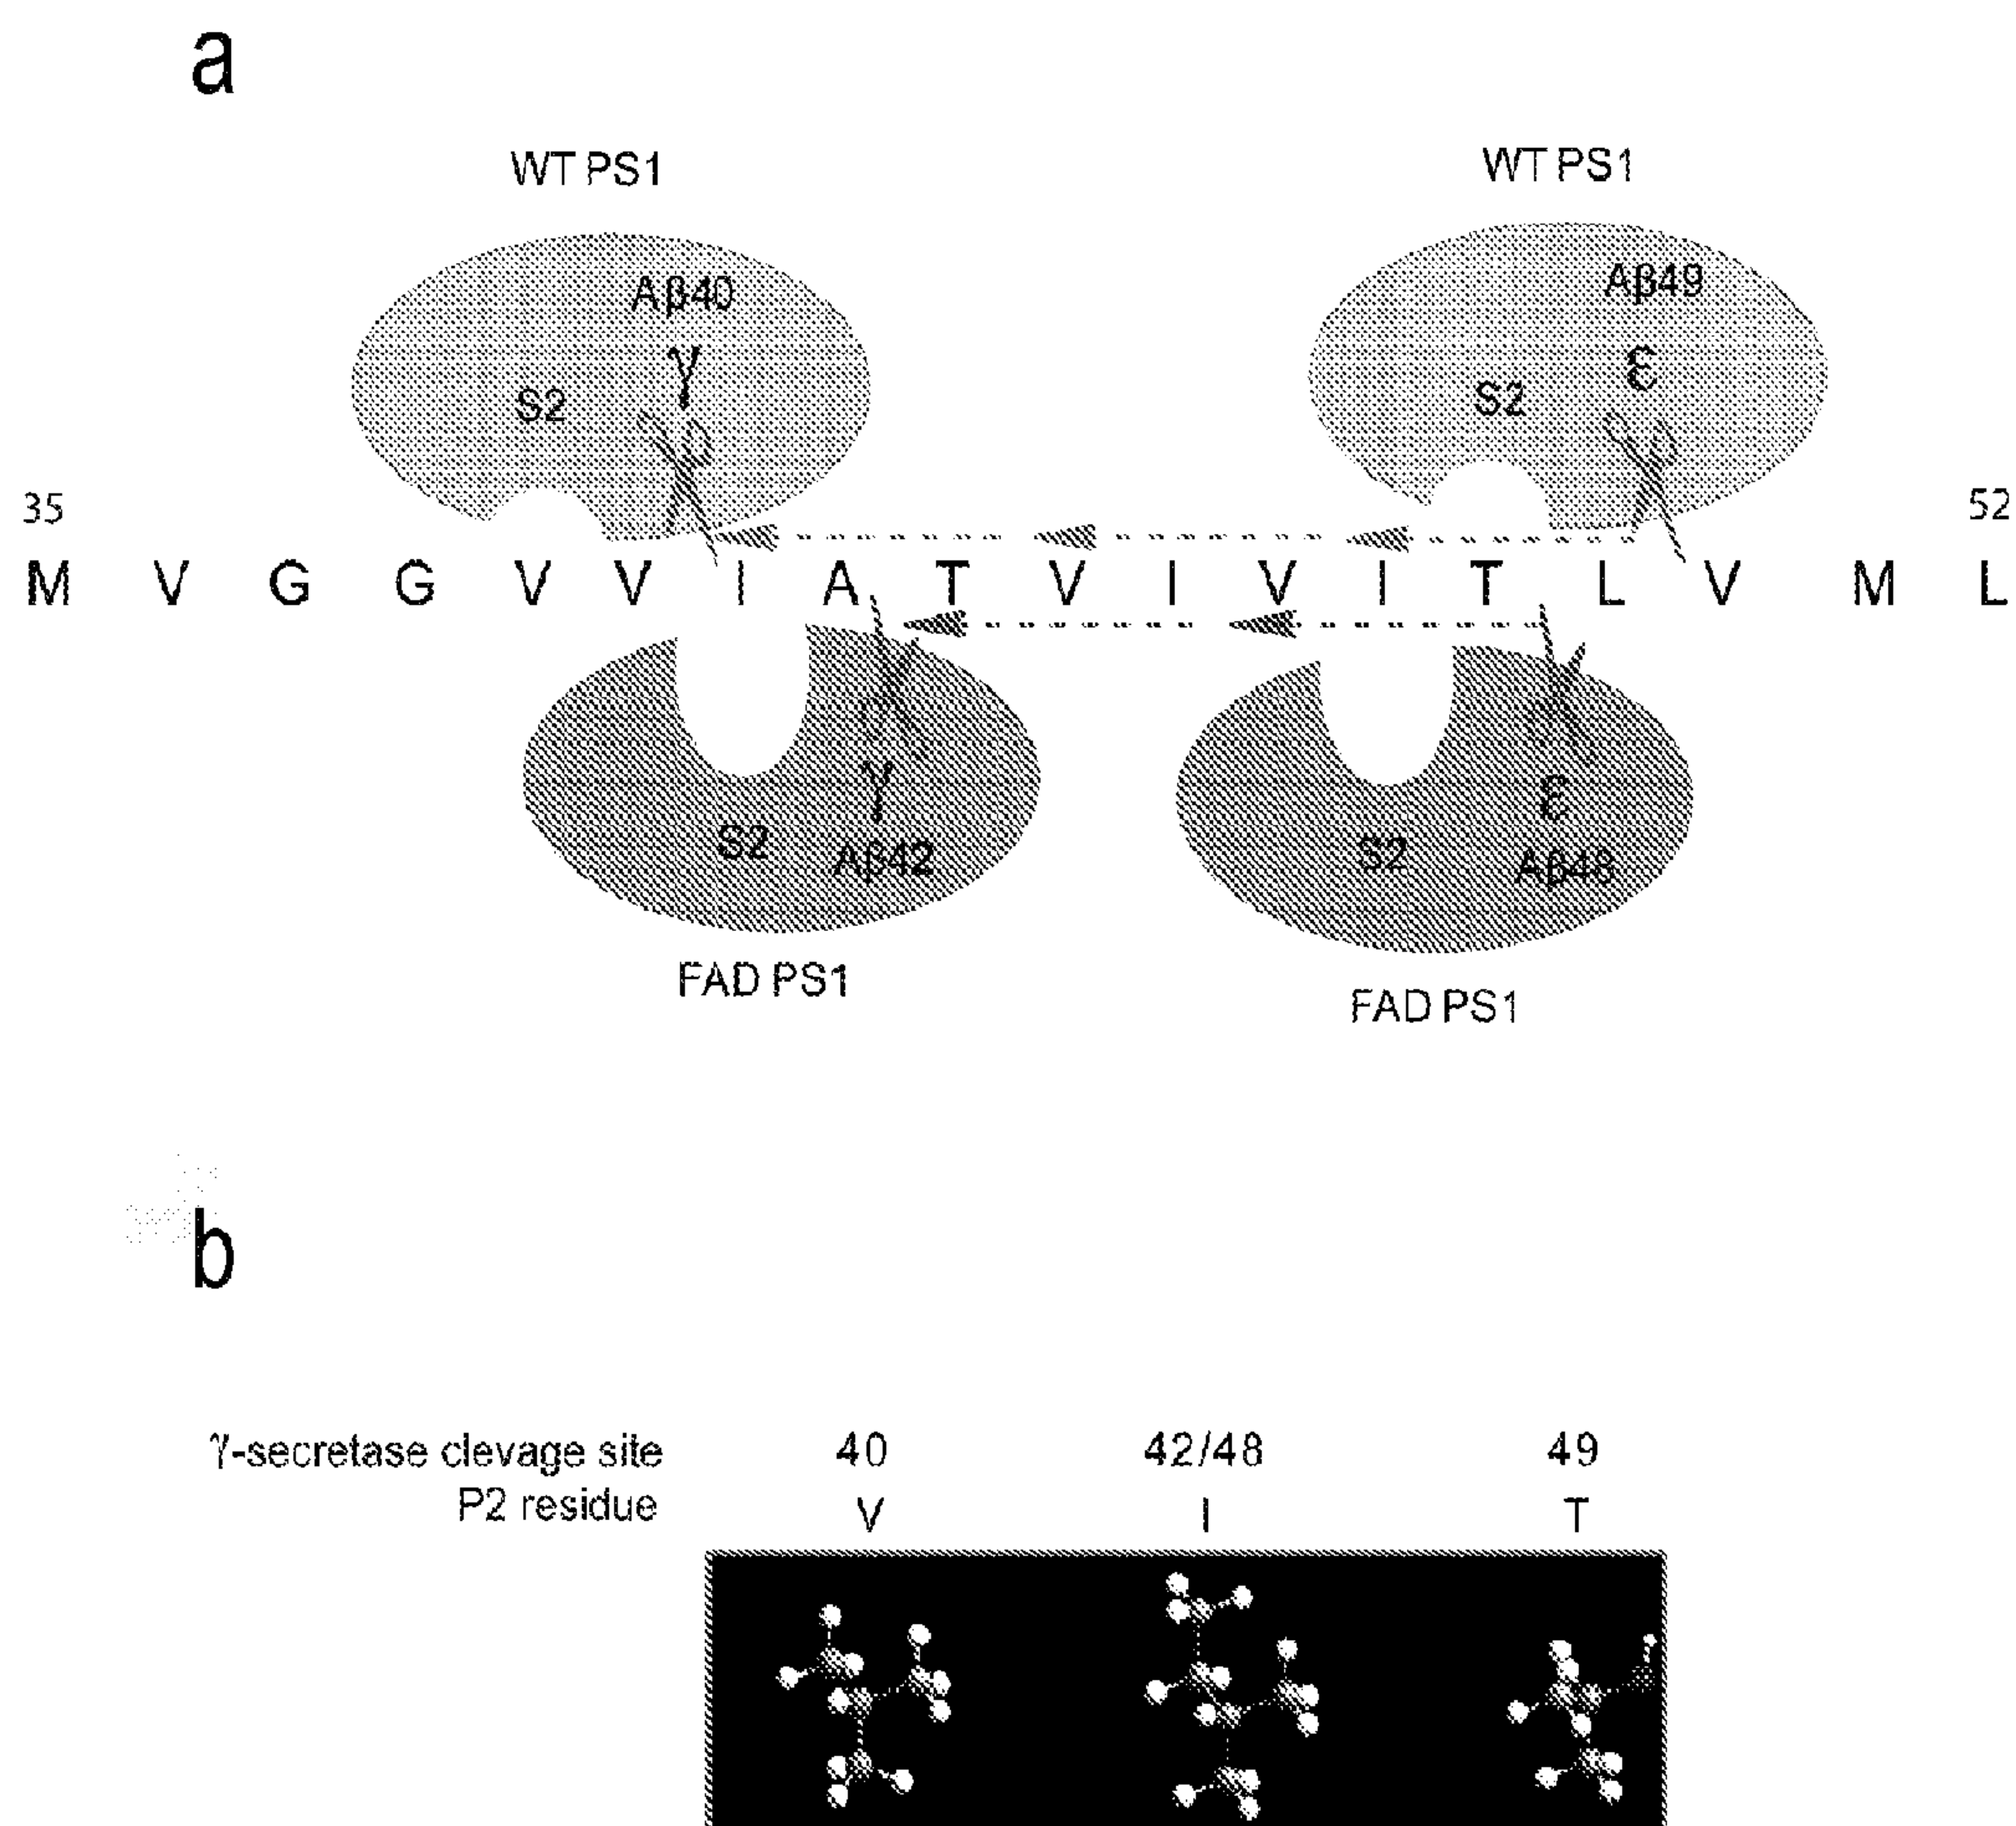 a
WT PS1 WT PS1
Aβ40 Aβ49
γ ε
S2 S2
35 52
M V G G V V I A T V I V I T L V M L
γ ε
S2 S2
Aβ42 Aβ48
FAD PS1 FAD PS1
b
γ-secretase clevage site 40 42/48 49
P2 residue V I T